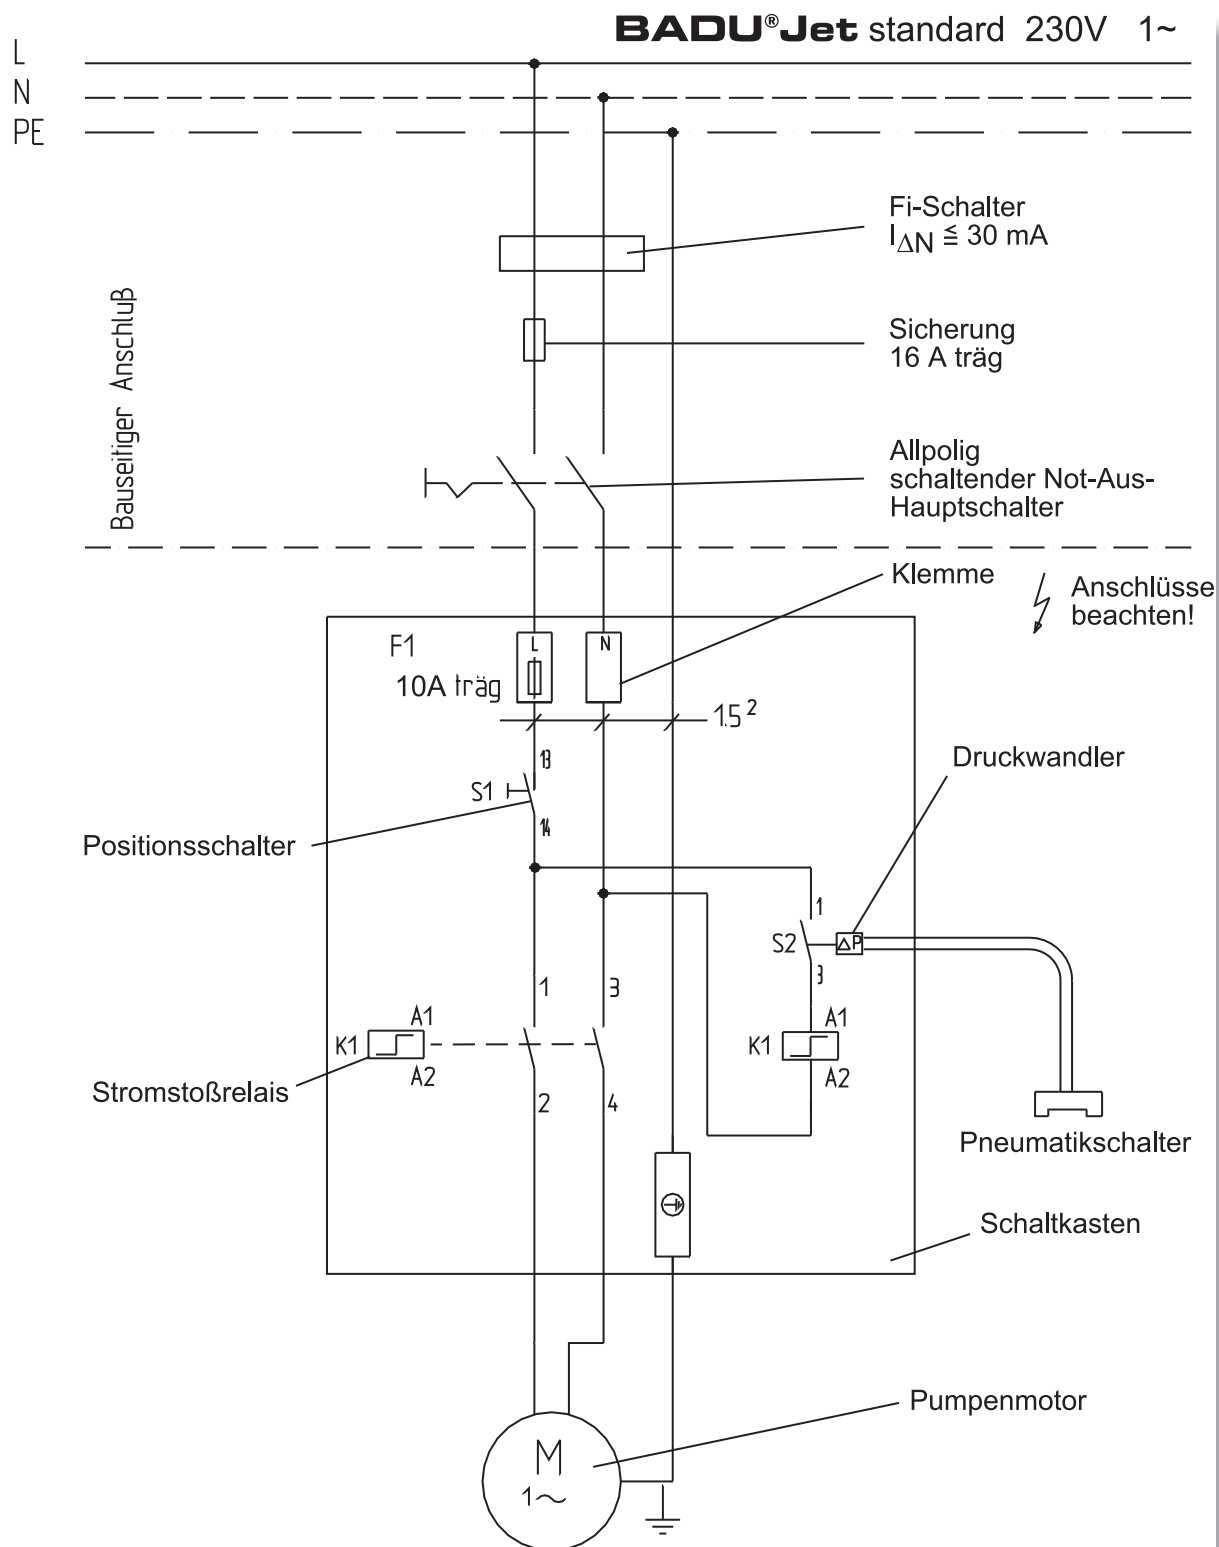 BADU®Jet standard 230V 1~
L
N
PE
Fi-Schalter
I∆N ≦ 30 mA
Bauseitiger Anschluß
Sicherung
16 A träg
Allpolig
schaltender Not-Aus-
Hauptschalter
Klemme
Anschlüsse
beachten!
F1
10A träg
L
N
1.5²
13
S1
14
Druckwandler
Positionsschalter
1
S2
∆P
3
1
3
A1
K1
A2
A1
K1
A2
Stromstoßrelais
2
4
Pneumatikschalter
Schaltkasten
Pumpenmotor
M
1~